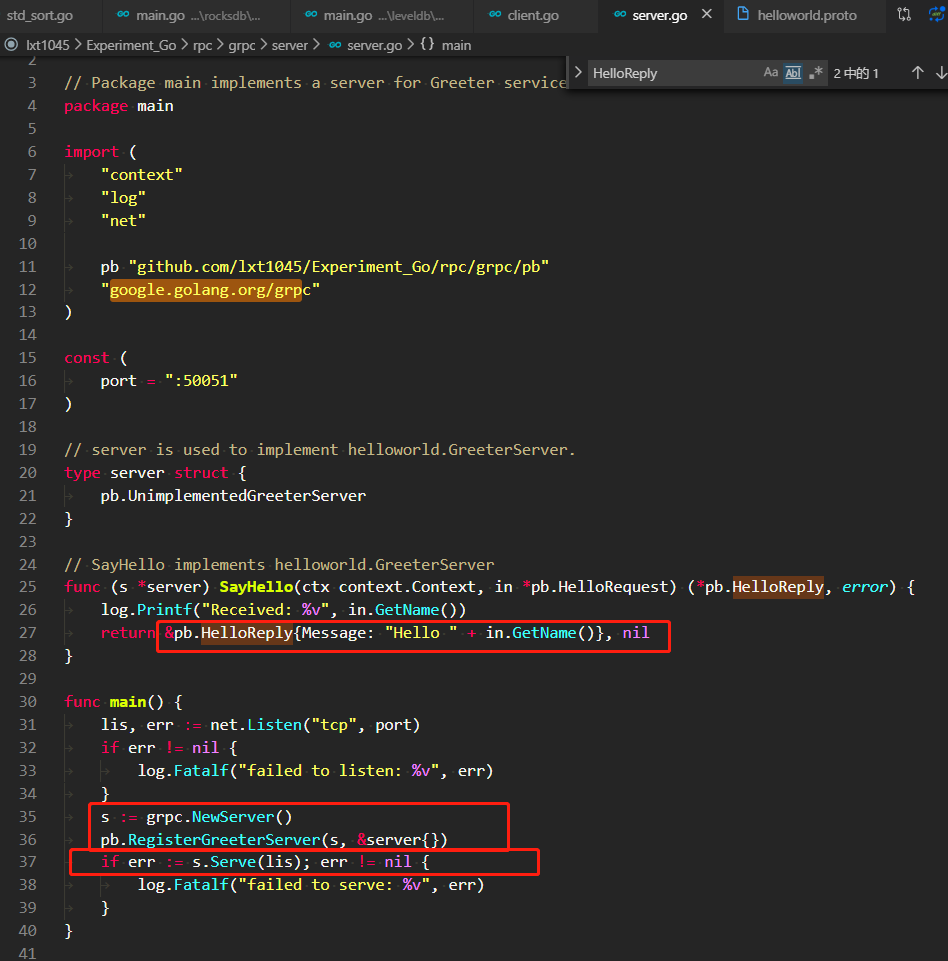 std_sort.go main.go ...\rocksdb\... main.go ...\leveldb\... client.go server.go helloworld.proto
lxt1045 > Experiment_Go > rpc > grpc > server > server.go > {} main
HelloReply Aa Abl .* 2 中的 1
2
3 // Package main implements a server for Greeter service
4 package main
5
6 import (
7 "context"
8 "log"
9 "net"
10
11 pb "github.com/lxt1045/Experiment_Go/rpc/grpc/pb"
12 "google.golang.org/grpc"
13 )
14
15 const (
16 port = ":50051"
17 )
18
19 // server is used to implement helloworld.GreeterServer.
20 type server struct {
21 pb.UnimplementedGreeterServer
22 }
23
24 // SayHello implements helloworld.GreeterServer
25 func (s *server) SayHello(ctx context.Context, in *pb.HelloRequest) (*pb.HelloReply, error) {
26 log.Printf("Received: %v", in.GetName())
27 return &pb.HelloReply{Message: "Hello " + in.GetName()}, nil
28 }
29
30 func main() {
31 lis, err := net.Listen("tcp", port)
32 if err != nil {
33 log.Fatalf("failed to listen: %v", err)
34 }
35 s := grpc.NewServer()
36 pb.RegisterGreeterServer(s, &server{})
37 if err := s.Serve(lis); err != nil {
38 log.Fatalf("failed to serve: %v", err)
39 }
40 }
41